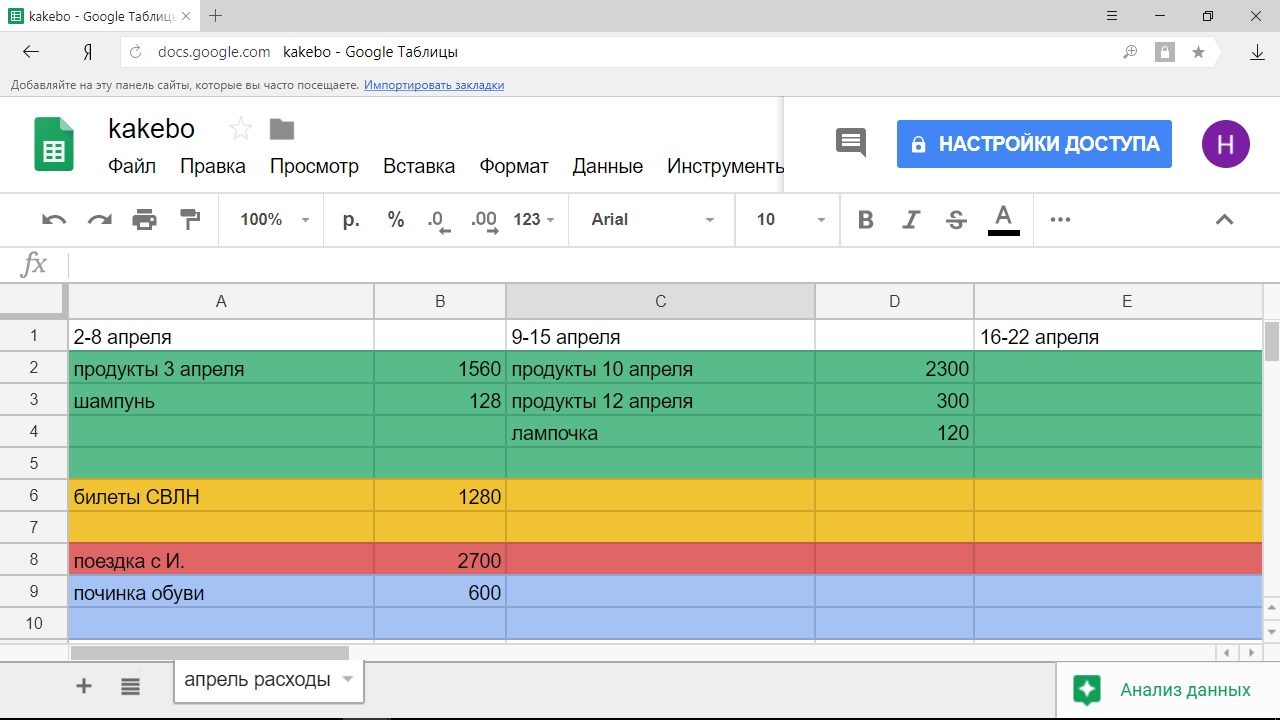 kakebo - Google Таблиць
Я docs.google.com kakebo - Google Таблицы
Добавляйте на эту панель сайты, которые вы часто посещаете. Импортировать закладки
kakebo
НАСТРОЙКИ ДОСТУПА Н
Файл Правка Просмотр Вставка Формат Данные Инструменты
100% р. % .0 .00 123 Arial 10 B I S A
fx
A B C D E
1 2-8 апреля 9-15 апреля 16-22 апреля
2 продукты 3 апреля 1560 продукты 10 апреля 2300
3 шампунь 128 продукты 12 апреля 300
4 лампочка 120
5
6 билеты СВЛН 1280
7
8 поездка с И. 2700
9 починка обуви 600
10
апрель расходы
Анализ данных